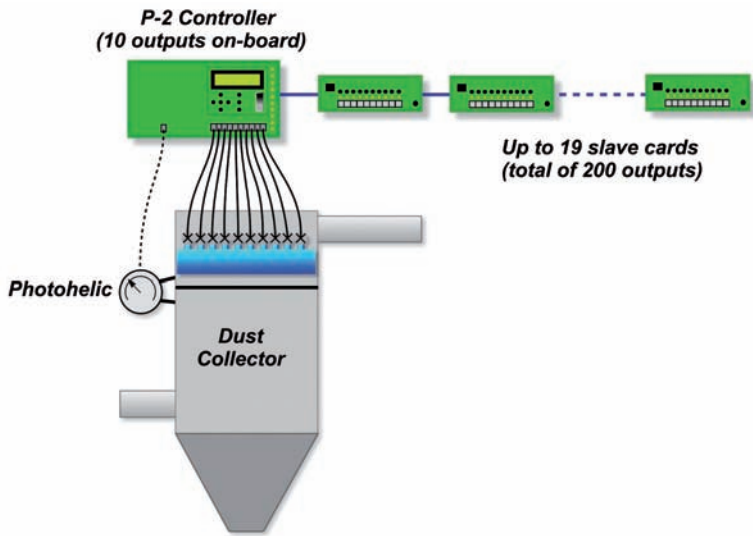 P-2 Controller
(10 outputs on-board)
Up to 19 slave cards
(total of 200 outputs)
Photohelic
Dust
Collector